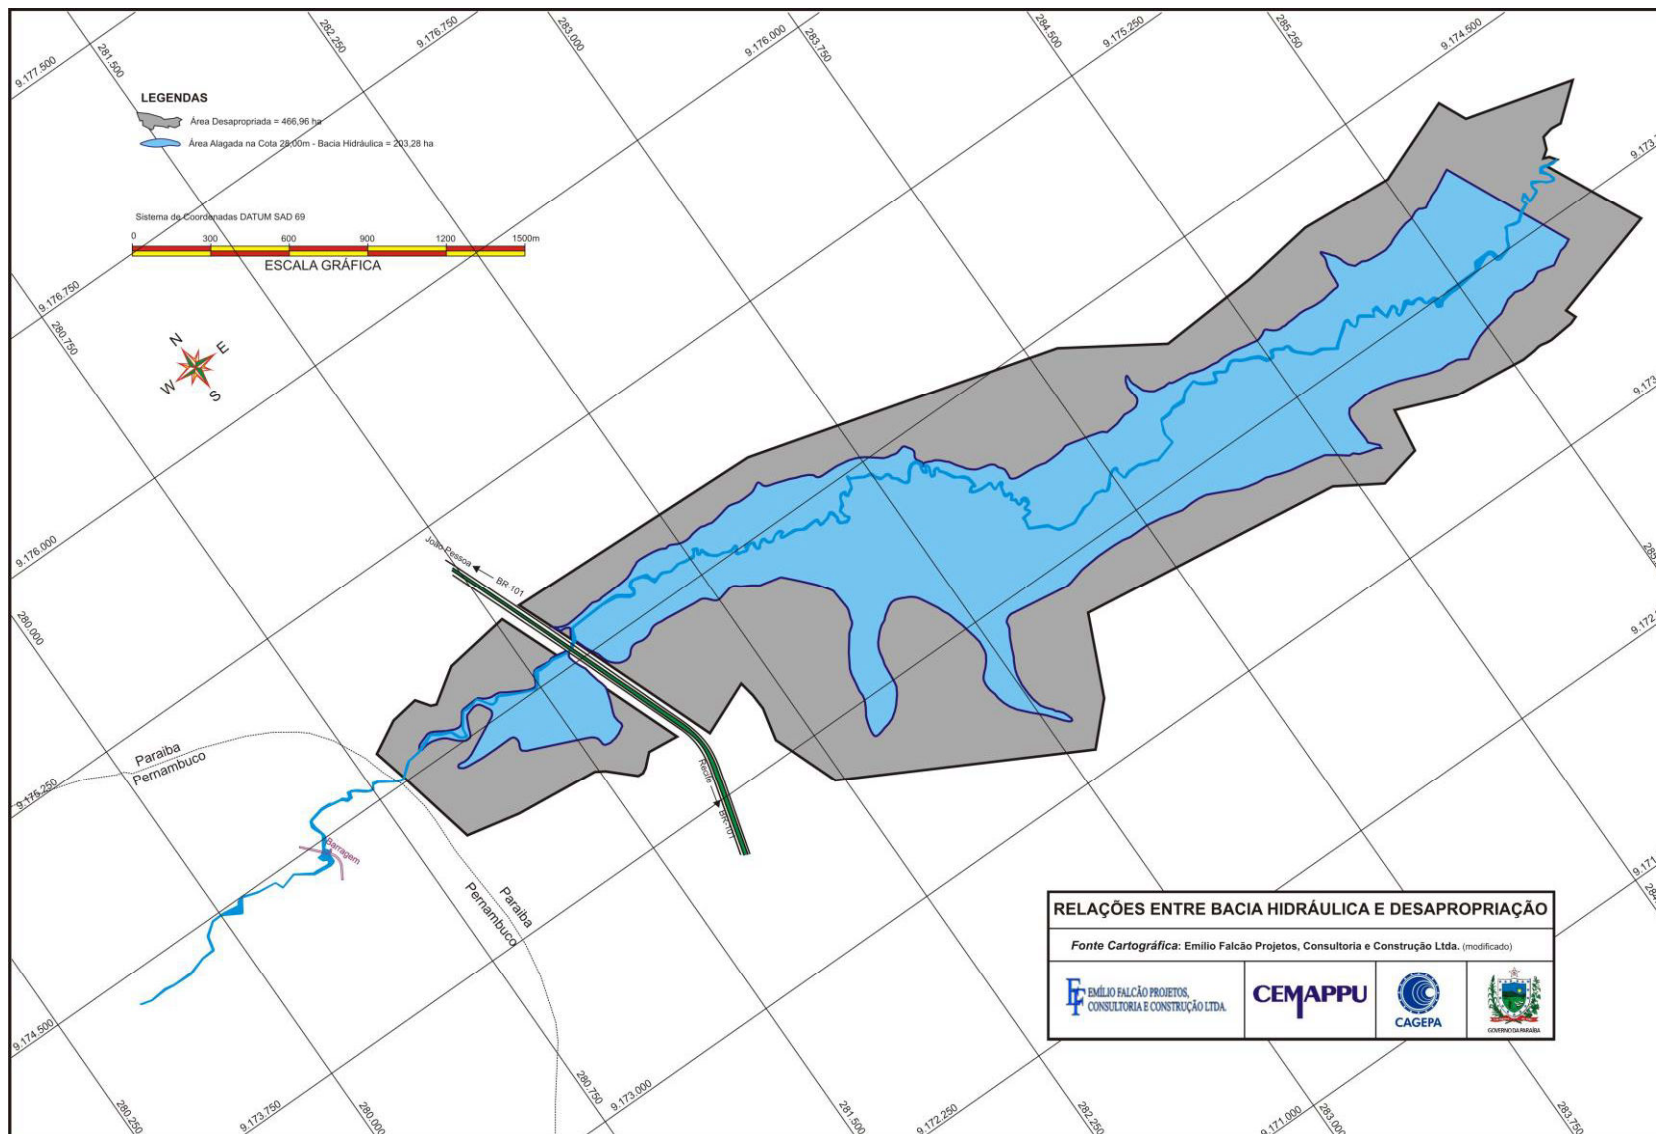 9.177.500
281.500
282.250
9.176.750
283.000
9.176.000
283.750
284.500
9.175.250
285.250
9.174.500
LEGENDAS
Área Desapropriada = 466,96 ha
Área Alagada na Cota 28,00m - Bacia Hidráulica = 203,28 ha
Sistema de Coordenadas DATUM SAD 69
0 300 600 900 1200 1500m
ESCALA GRÁFICA
9.176.750
280.750
N
E
W
S
9.176.000
280.000
9.175.250
João Pessoa
BR-101
Recife
BR-101
Paraiba
Pernambuco
Barragem
Paraiba
Pernambuco
9.174.500
280.250
9.173.750
280.000
280.750
9.173.000
281.500
9.172.250
282.250
9.171.000
283.000
283.750
RELAÇÕES ENTRE BACIA HIDRÁULICA E DESAPROPRIAÇÃO
Fonte Cartográfica: Emilio Falcão Projetos, Consultoria e Construção Ltda. (modificado)
EF EMÍLIO FALCÃO PROJETOS,
CONSULTORIA E CONSTRUÇÃO LTDA.
CEMAPPU
CAGEPA
GOVERNO DA PARAÍBA